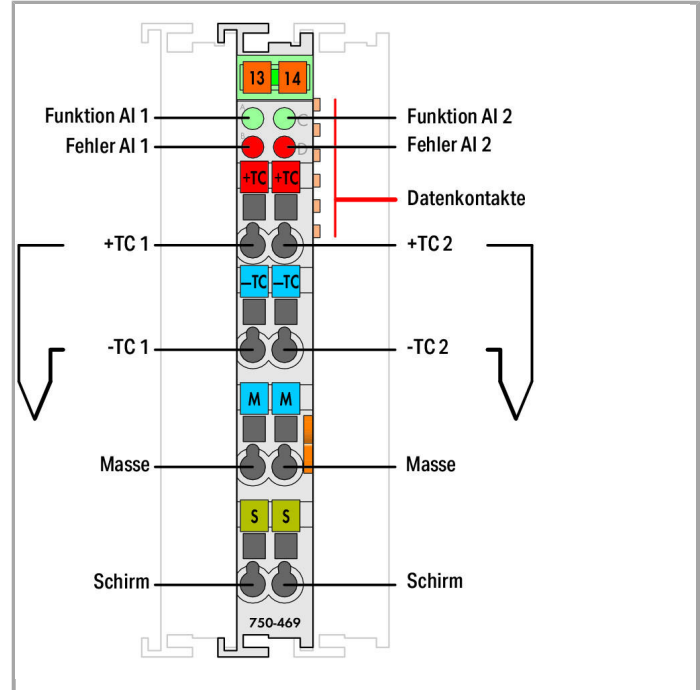 13 14
A C
Funktion AI 1
Funktion AI 2
B D
Fehler AI 1
Fehler AI 2
+TC +TC
Datenkontakte
+TC 1
+TC 2
–TC –TC
-TC 1
-TC 2
M M
Masse
Masse
S S
Schirm
Schirm
750-469